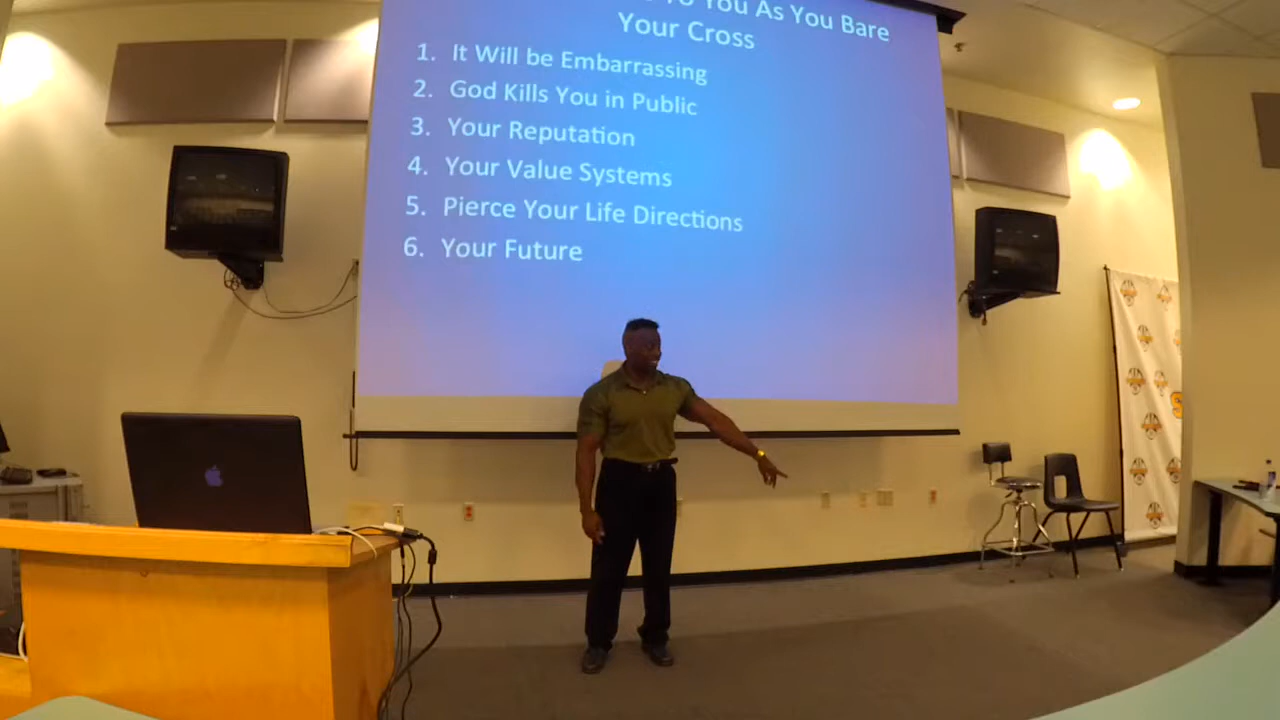 To You As You Bare
Your Cross
1. It Will be Embarrassing
2. God Kills You in Public
3. Your Reputation
4. Your Value Systems
5. Pierce Your Life Directions
6. Your Future